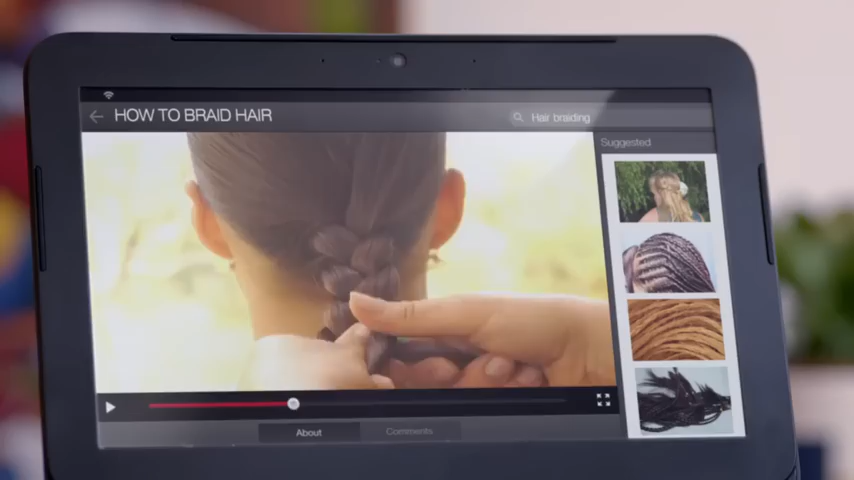 HOW TO BRAID HAIR
Hair braiding
Suggested
About
Comments